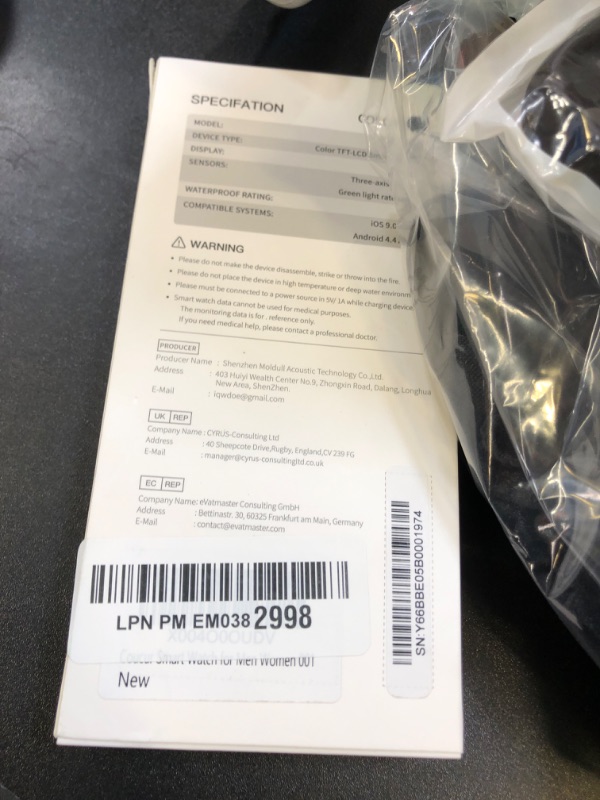 SPECIFATION
MODEL:
DEVICE TYPE:
DISPLAY: Color TFT-LCD
SENSORS:
Three-axis
Green light
WATERPROOF RATING:
COMPATIBLE SYSTEMS: iOS 9.0
Android 4.4
WARNING
• Please do not make the device disassemble, strike or throw into the fire.
• Please do not place the device in high temperature or deep water
• Please must be connected to a power source in 5V/ 1A while charging device
• Smart watch data cannot be used for medical purposes.
The monitoring data is for . reference only.
If you need medical help, please contact a professional doctor.
PRODUCER
Producer Name : Shenzhen Moldull Acoustic Technology Co.Ltd.
Address : 403 Huiyi Wealth Center No.9, Zhongxin Road, Dalang, Longhua
New Area, ShenZhen.
E-Mail : lqwdoe@gmail.com
UK REP
Company Name : CYRUS-Consulting Ltd
Address : 40 Sheepcote Drive,Rugby, England,CV 239 FG
E-Mail : manager@cyrus-consultingltd.co.uk
EC REP
Company Name: eVatmaster Consulting GmbH
Address : Bettinastr. 30, 60325 Frankfurt am Main, Germany
E-Mail : contact@evatmaster.com
LPN PM EM038 2998
X004O0OUDV
Smart Watch for Men Women 001
New
SN:Y66BBE05B0001974